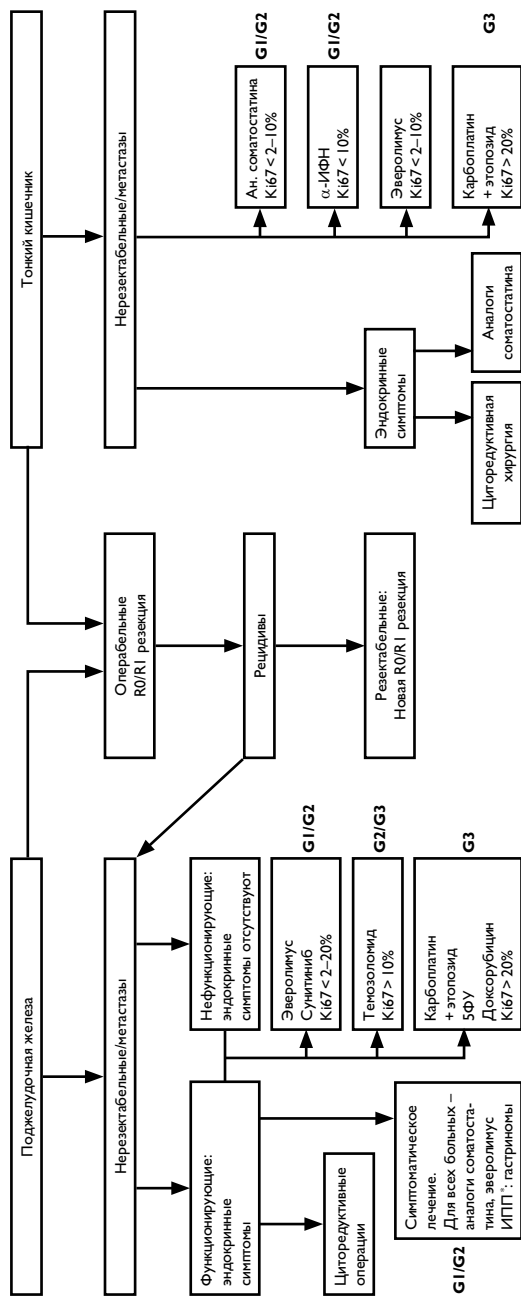 Поджелудочная железа
Тонкий кишечник
Нерезектабельные/метастазы
Операбельные
R0/R1 резекция
Нерезектабельные/метастазы
Функционирующие:
эндокринные
симптомы
Нефункционирующие:
эндокринные
симптомы отсутствуют
Рецидивы
Резектабельные:
Новая R0/R1 резекция
Циторедуктивные
операции
Эверолимус
Сунитиниб
Ki67 < 2–20%
G1/G2
Темозоломид
Ki67 > 10%
G2/G3
Карбоплатин
+ этопозид
5ФУ
Доксорубицин
Ki67 > 20%
G3
Симптоматическое
лечение.
Для всех больных –
аналоги соматоста-
тина, эверолимус
ИПП*: гастриномы
G1/G2
Эндокринные
симптомы
Циторедуктивная
хирургия
Аналоги
соматостатина
Ан. соматостатина
Ki67 < 2–10%
G1/G2
α-ИФН
Ki67 < 10%
G1/G2
Эверолимус
Ki67 < 2–10%
Карбоплатин
+ этопозид
Ki67 > 20%
G3